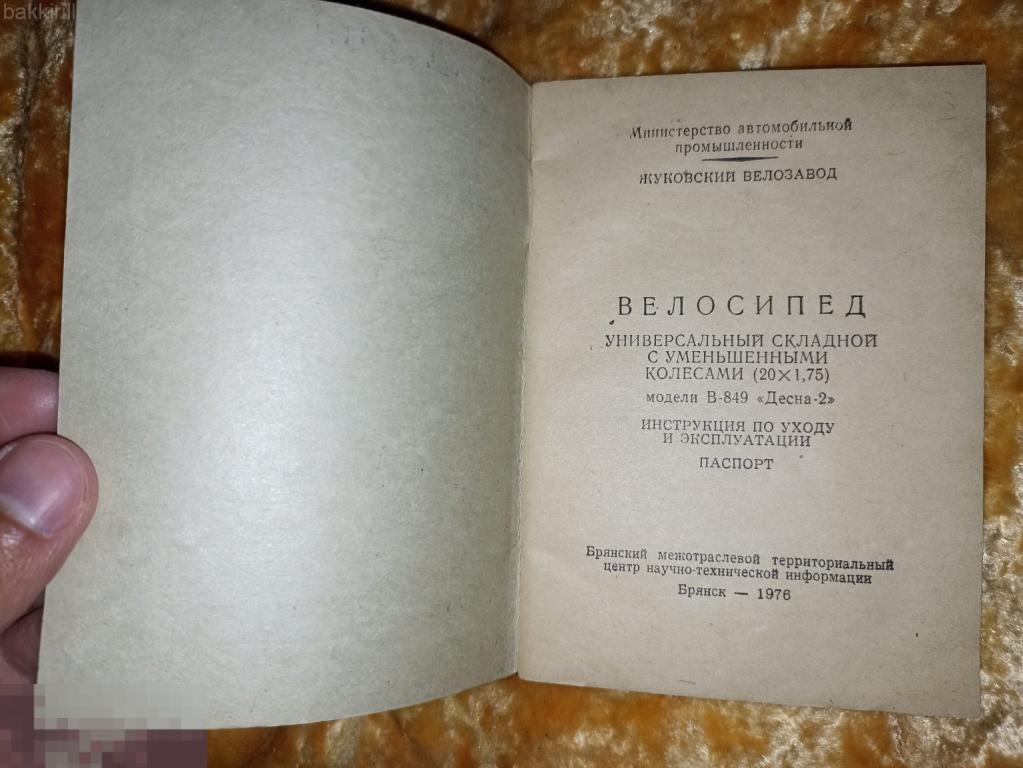 bakkirill
Министерство автомобильной
промышленности
ЖУКОВСКИЙ ВЕЛОЗАВОД
ВЕЛОСИПЕД
УНИВЕРСАЛЬНЫЙ СКЛАДНОЙ
С УМЕНЬШЕННЫМИ
КОЛЕСАМИ (20×1,75)
модели В-849 «Десна-2»
ИНСТРУКЦИЯ ПО УХОДУ
И ЭКСПЛУАТАЦИИ
ПАСПОРТ
Брянский межотраслевой территориальный
центр научно-технической информации
Брянск — 1976